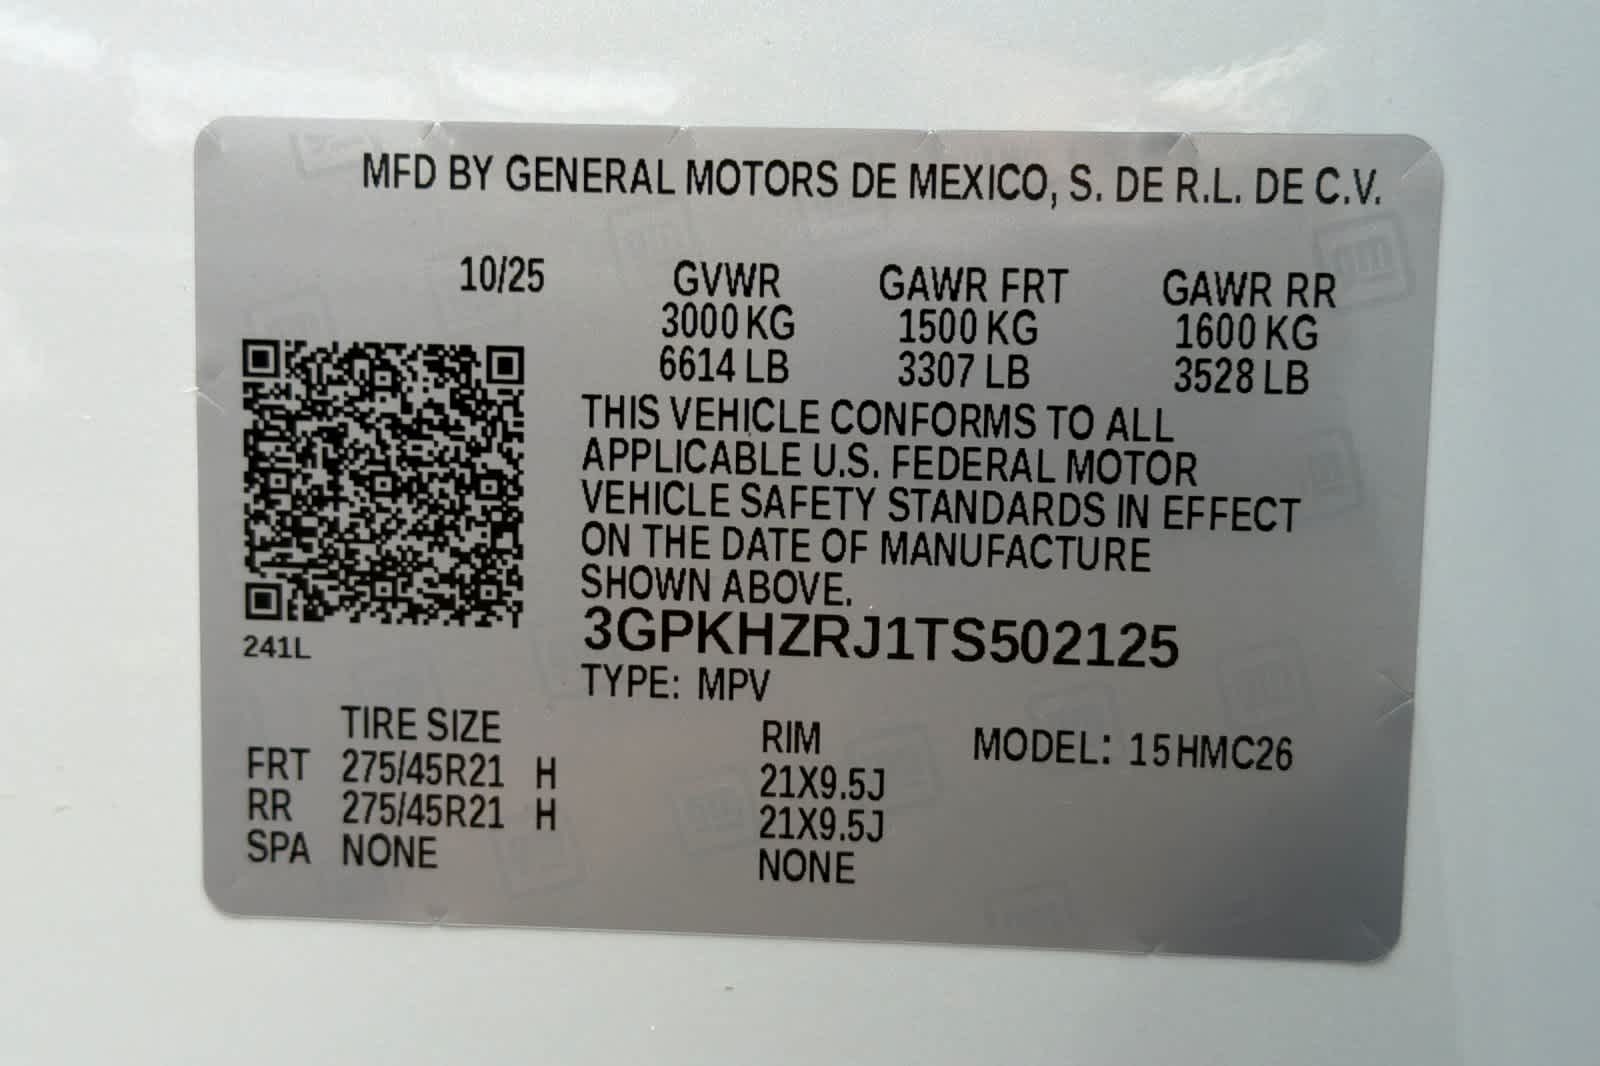 MFD BY GENERAL MOTORS DE MEXICO, S. DE R.L. DE C.V.
10/25 GVWR GAWR FRT GAWR RR
3000 KG 1500 KG 1600 KG
6614 LB 3307 LB 3528 LB
THIS VEHICLE CONFORMS TO ALL
APPLICABLE U.S. FEDERAL MOTOR
VEHICLE SAFETY STANDARDS IN EFFECT
ON THE DATE OF MANUFACTURE
SHOWN ABOVE.
3GPKHZRJ1TS502125
241L
TYPE: MPV
TIRE SIZE RIM MODEL: 15HMC26
FRT 275/45R21 H 21X9.5J
RR 275/45R21 H 21X9.5J
SPA NONE NONE